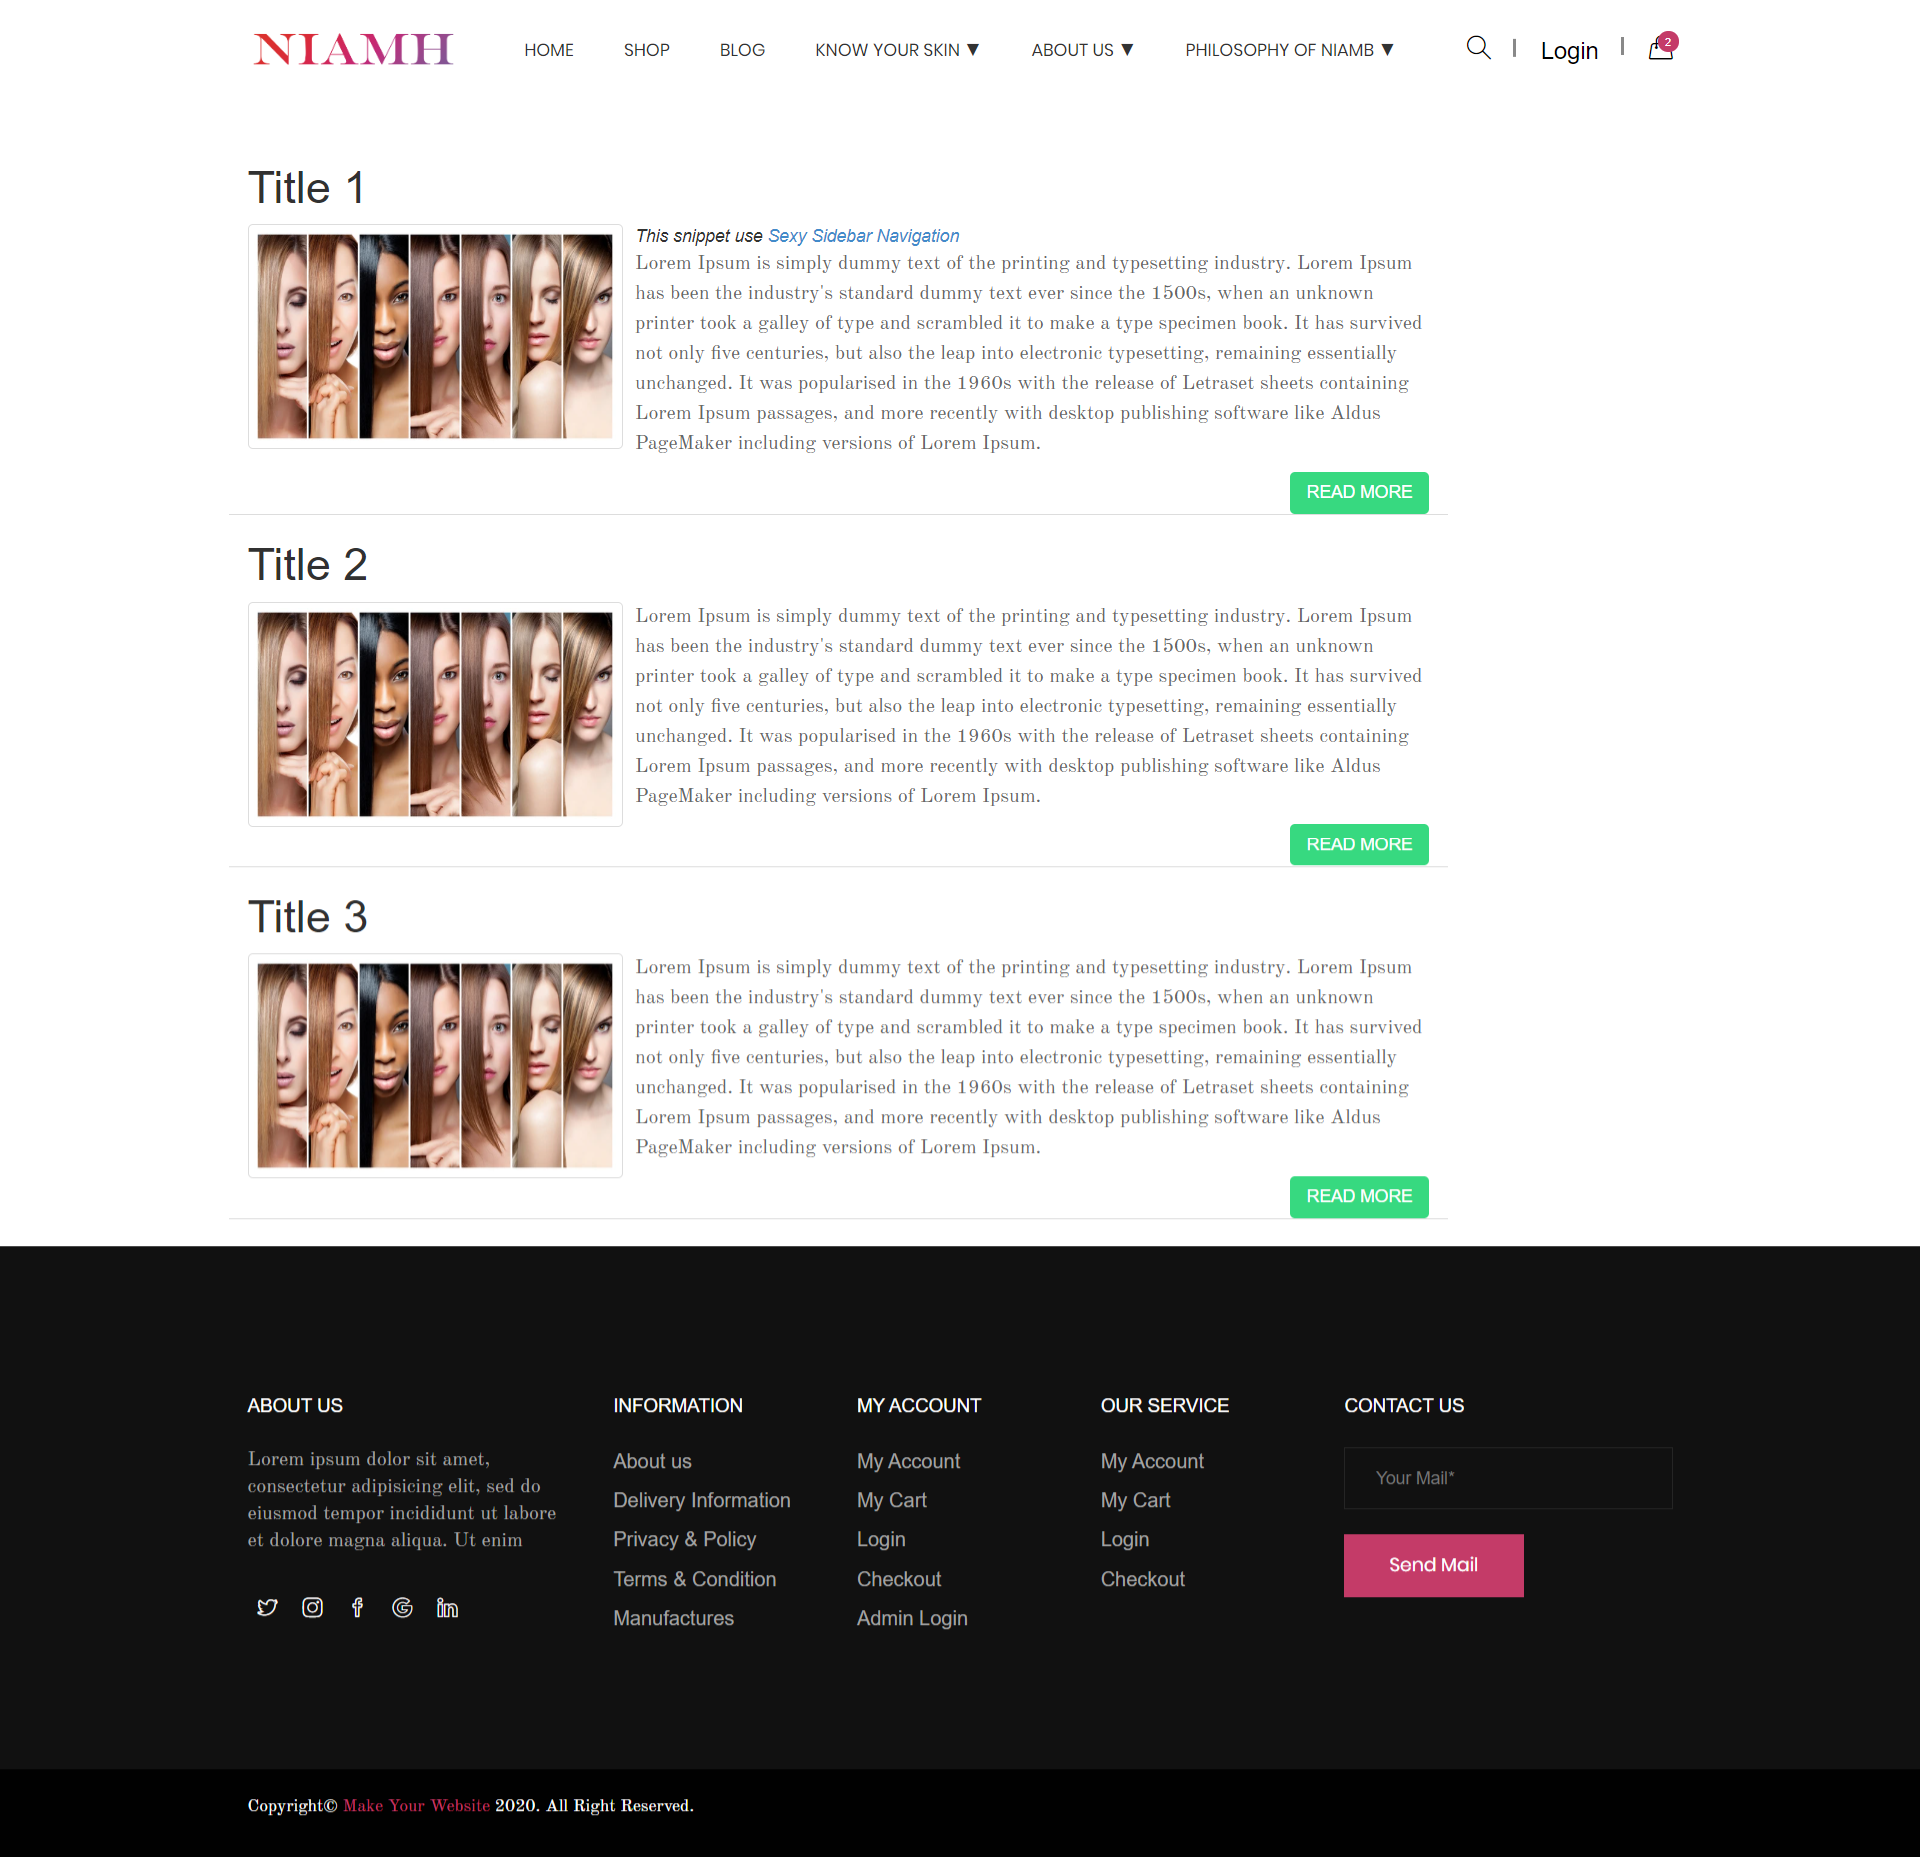 NIAMH
HOME SHOP BLOG KNOW YOUR SKIN ▼ ABOUT US ▼ PHILOSOPHY OF NIAMB ▼ Login 2
Title 1
This snippet use Sexy Sidebar Navigation
Lorem Ipsum is simply dummy text of the printing and typesetting industry. Lorem Ipsum
has been the industry's standard dummy text ever since the 1500s, when an unknown
printer took a galley of type and scrambled it to make a type specimen book. It has survived
not only five centuries, but also the leap into electronic typesetting, remaining essentially
unchanged. It was popularised in the 1960s with the release of Letraset sheets containing
Lorem Ipsum passages, and more recently with desktop publishing software like Aldus
PageMaker including versions of Lorem Ipsum.
READ MORE
Title 2
Lorem Ipsum is simply dummy text of the printing and typesetting industry. Lorem Ipsum
has been the industry's standard dummy text ever since the 1500s, when an unknown
printer took a galley of type and scrambled it to make a type specimen book. It has survived
not only five centuries, but also the leap into electronic typesetting, remaining essentially
unchanged. It was popularised in the 1960s with the release of Letraset sheets containing
Lorem Ipsum passages, and more recently with desktop publishing software like Aldus
PageMaker including versions of Lorem Ipsum.
READ MORE
Title 3
Lorem Ipsum is simply dummy text of the printing and typesetting industry. Lorem Ipsum
has been the industry's standard dummy text ever since the 1500s, when an unknown
printer took a galley of type and scrambled it to make a type specimen book. It has survived
not only five centuries, but also the leap into electronic typesetting, remaining essentially
unchanged. It was popularised in the 1960s with the release of Letraset sheets containing
Lorem Ipsum passages, and more recently with desktop publishing software like Aldus
PageMaker including versions of Lorem Ipsum.
READ MORE
ABOUT US
Lorem ipsum dolor sit amet,
consectetur adipisicing elit, sed do
eiusmod tempor incididunt ut labore
et dolore magna aliqua. Ut enim
INFORMATION
About us
Delivery Information
Privacy & Policy
Terms & Condition
Manufactures
MY ACCOUNT
My Account
My Cart
Login
Checkout
Admin Login
OUR SERVICE
My Account
My Cart
Login
Checkout
CONTACT US
Your Mail*
Send Mail
Copyright© Make Your Website 2020. All Right Reserved.